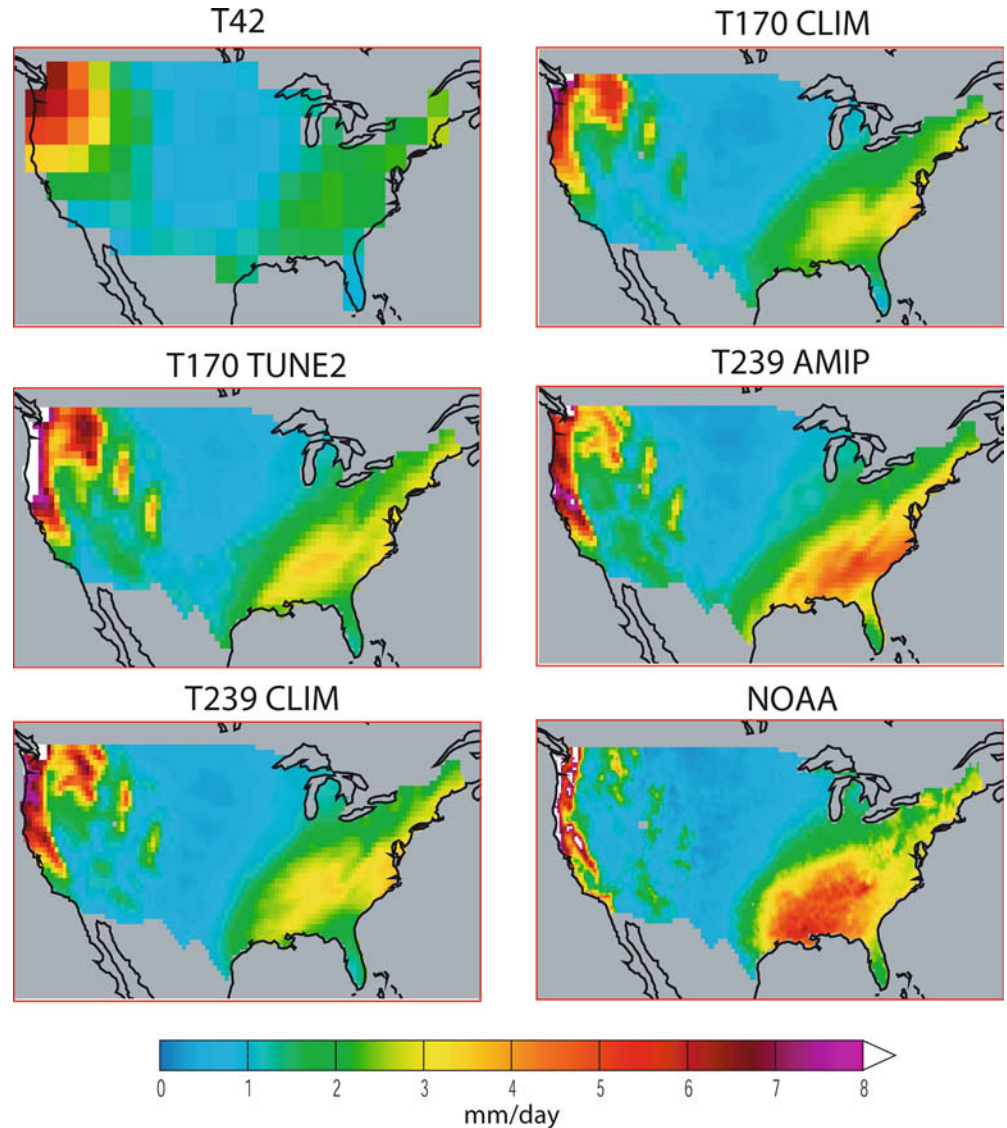 T42
T170 CLIM
T170 TUNE2
T239 AMIP
T239 CLIM
NOAA
0 1 2 3 4 5 6 7 8
mm/day